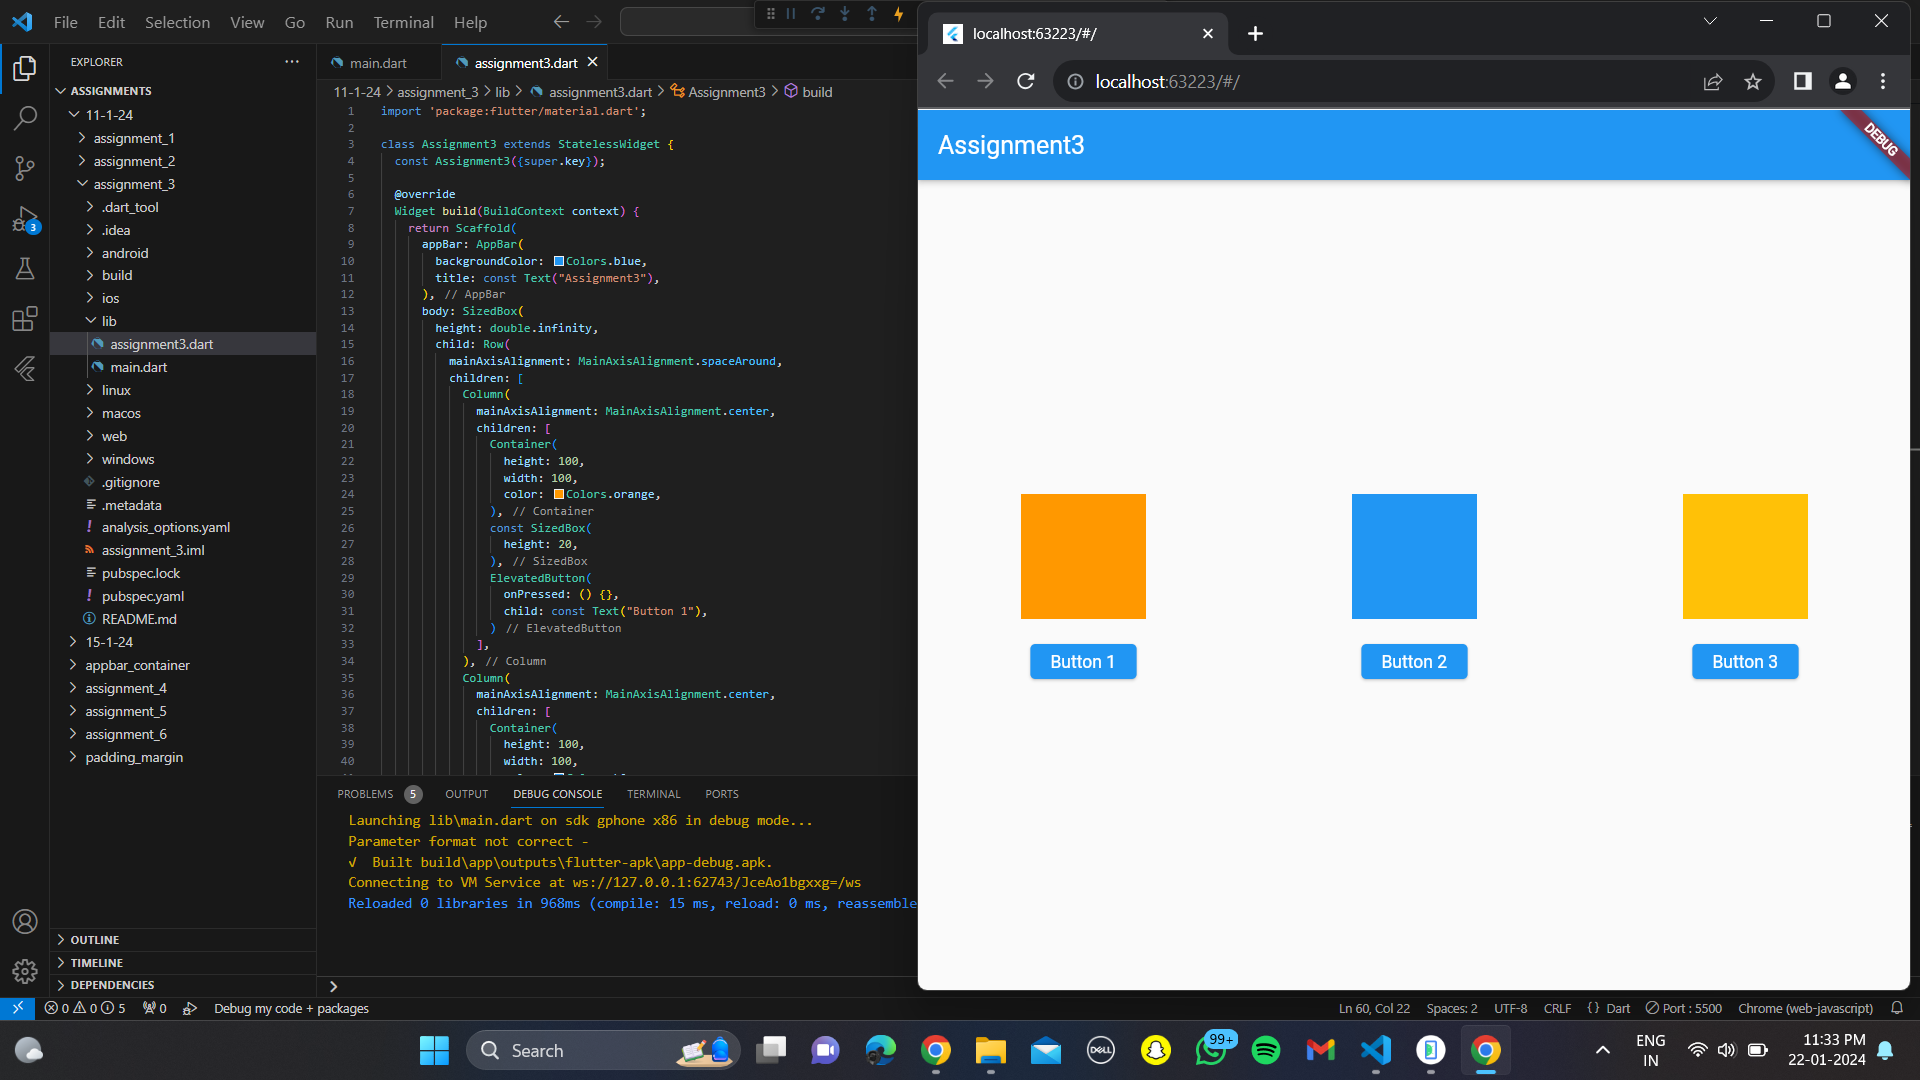 File Edit Selection View Go Run Terminal Help
EXPLORER
ASSIGNMENTS
11-1-24
assignment_1
assignment_2
assignment_3
.dart_tool
.idea
android
build
ios
lib
assignment3.dart
main.dart
linux
macos
web
windows
.gitignore
.metadata
analysis_options.yaml
assignment_3.iml
pubspec.lock
pubspec.yaml
README.md
15-1-24
appbar_container
assignment_4
assignment_5
assignment_6
padding_margin
OUTLINE
TIMELINE
DEPENDENCIES
3
main.dart
assignment3.dart
11-1-24 > assignment_3 > lib > assignment3.dart > Assignment3 > build
1 import 'package:flutter/material.dart';
2
3 class Assignment3 extends StatelessWidget {
4 const Assignment3({super.key});
5
6 @override
7 Widget build(BuildContext context) {
8 return Scaffold(
9 appBar: AppBar(
10 backgroundColor: Colors.blue,
11 title: const Text("Assignment3"),
12 ), // AppBar
13 body: SizedBox(
14 height: double.infinity,
15 child: Row(
16 mainAxisAlignment: MainAxisAlignment.spaceAround,
17 children: [
18 Column(
19 mainAxisAlignment: MainAxisAlignment.center,
20 children: [
21 Container(
22 height: 100,
23 width: 100,
24 color: Colors.orange,
25 ), // Container
26 const SizedBox(
27 height: 20,
28 ), // SizedBox
29 ElevatedButton(
30 onPressed: () {},
31 child: const Text("Button 1"),
32 ) // ElevatedButton
33 ],
34 ), // Column
35 Column(
36 mainAxisAlignment: MainAxisAlignment.center,
37 children: [
38 Container(
39 height: 100,
40 width: 100,
PROBLEMS 5 OUTPUT DEBUG CONSOLE TERMINAL PORTS
Launching lib\main.dart on sdk gphone x86 in debug mode...
Parameter format not correct -
√ Built build\app\outputs\flutter-apk\app-debug.apk.
Connecting to VM Service at ws://127.0.0.1:62743/JceAo1bgxxg=/ws
Reloaded 0 libraries in 968ms (compile: 15 ms, reload: 0 ms, reassemble
localhost:63223/#/
localhost:63223/#/
Assignment3
DEBUG
Button 1
Button 2
Button 3
0 0 5 0 Debug my code + packages
Ln 60, Col 22 Spaces: 2 UTF-8 CRLF {} Dart Port : 5500 Chrome (web-javascript)
Search
DELL
99+
ENG
IN
11:33 PM
22-01-2024